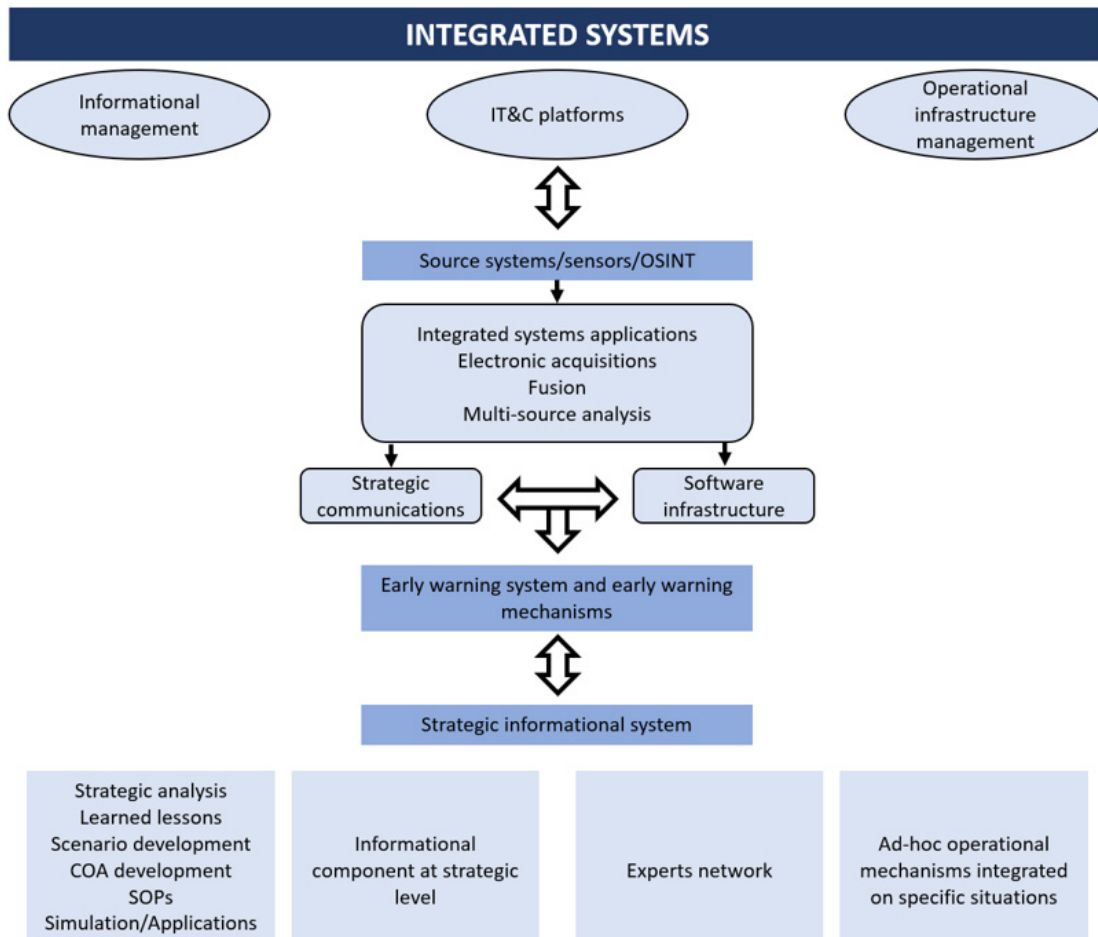 INTEGRATED SYSTEMS
Informational
management
IT&C platforms
Operational
infrastructure
management
Source systems/sensors/OSINT
Integrated systems applications
Electronic acquisitions
Fusion
Multi-source analysis
Strategic
communications
Software
infrastructure
Early warning system and early warning
mechanisms
Strategic informational system
Strategic analysis
Learned lessons
Scenario development
COA development
SOPs
Simulation/Applications
Informational
component at strategic
level
Experts network
Ad-hoc operational
mechanisms integrated
on specific situations